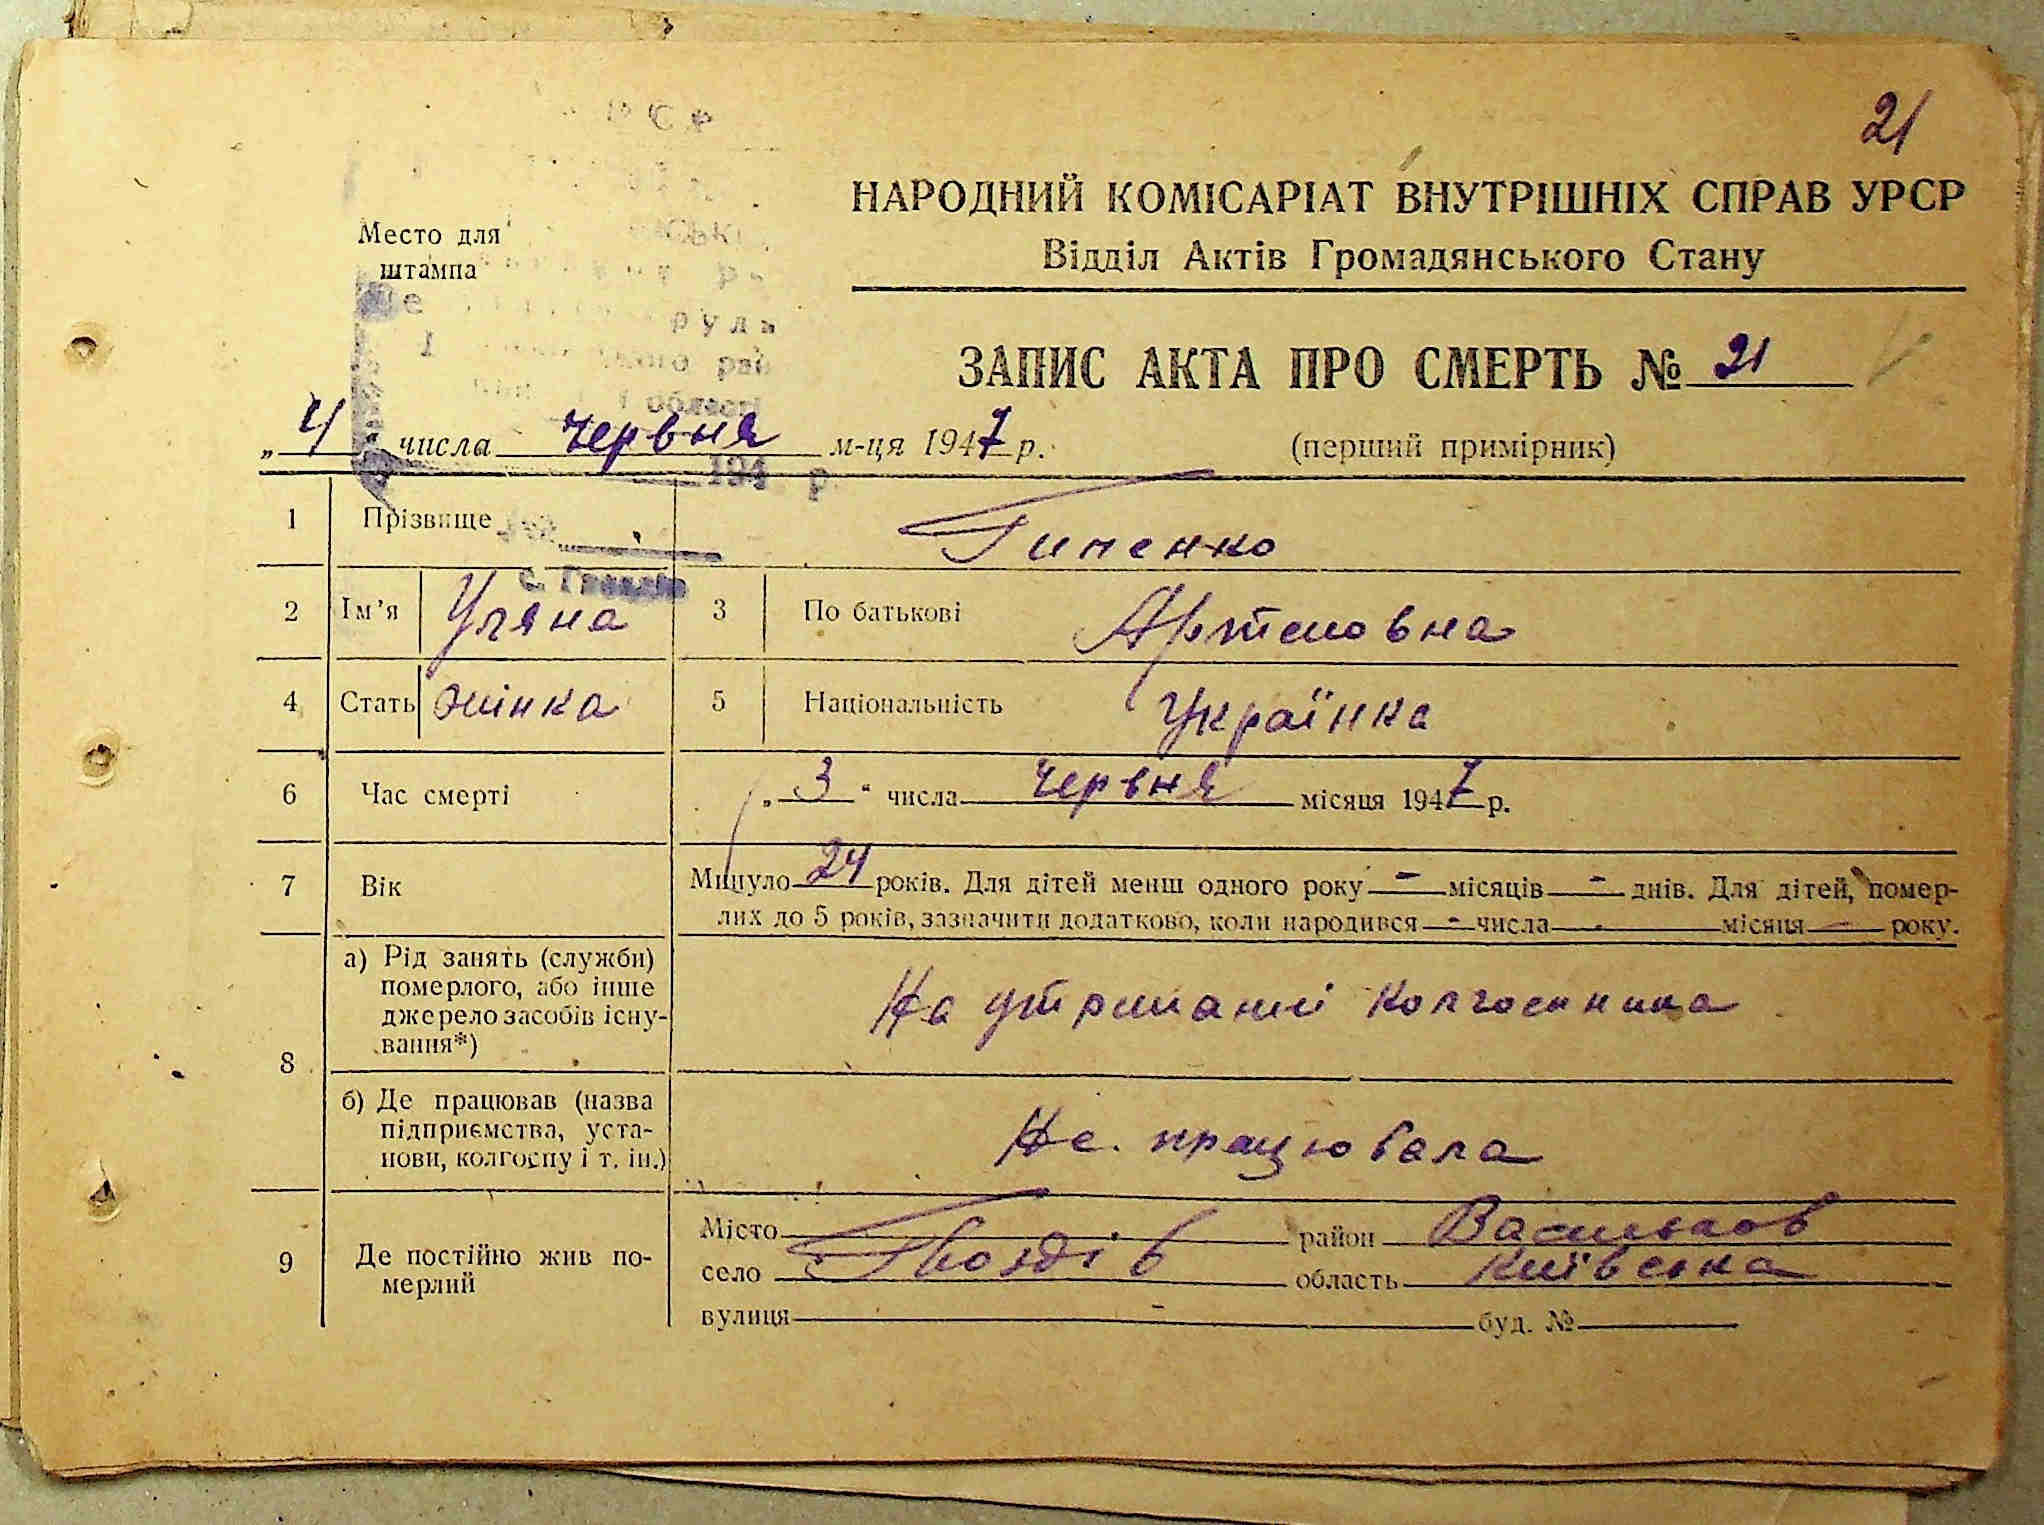 21
НАРОДНИЙ КОМІСАРІАТ ВНУТРІШНІХ СПРАВ УРСР
Відділ Актів Громадянського Стану
Место для
штампа
ЗАПИС АКТА ПРО СМЕРТЬ № 21
„4" числа червня м-ця 1947 р. (перший примірник)
194 р
1 Прізвище Гипенко
2 Ім'я Уляна 3 По батькові Артемовна
4 Стать жінка 5 Національність Українка
6 Час смерті „3" числа червня місяця 1947 р.
7 Вік Минуло 24 років. Для дітей менш одного року - місяців - днів. Для дітей, помер-
лих до 5 років, зазначити додатково, коли народився - числа - місяця - року.
8 а) Рід занять (служби)
померлого, або інше
джерело засобів існу-
вання*)
На утриманні колгоспника
б) Де працював (назва
підприємства, уста-
нови, колгоспу і т. ін.)
Не. працювала
9 Де постійно жив по-
мерлий
Місто район Васильков
село Гвоздів область Київська
вулиця - буд. №